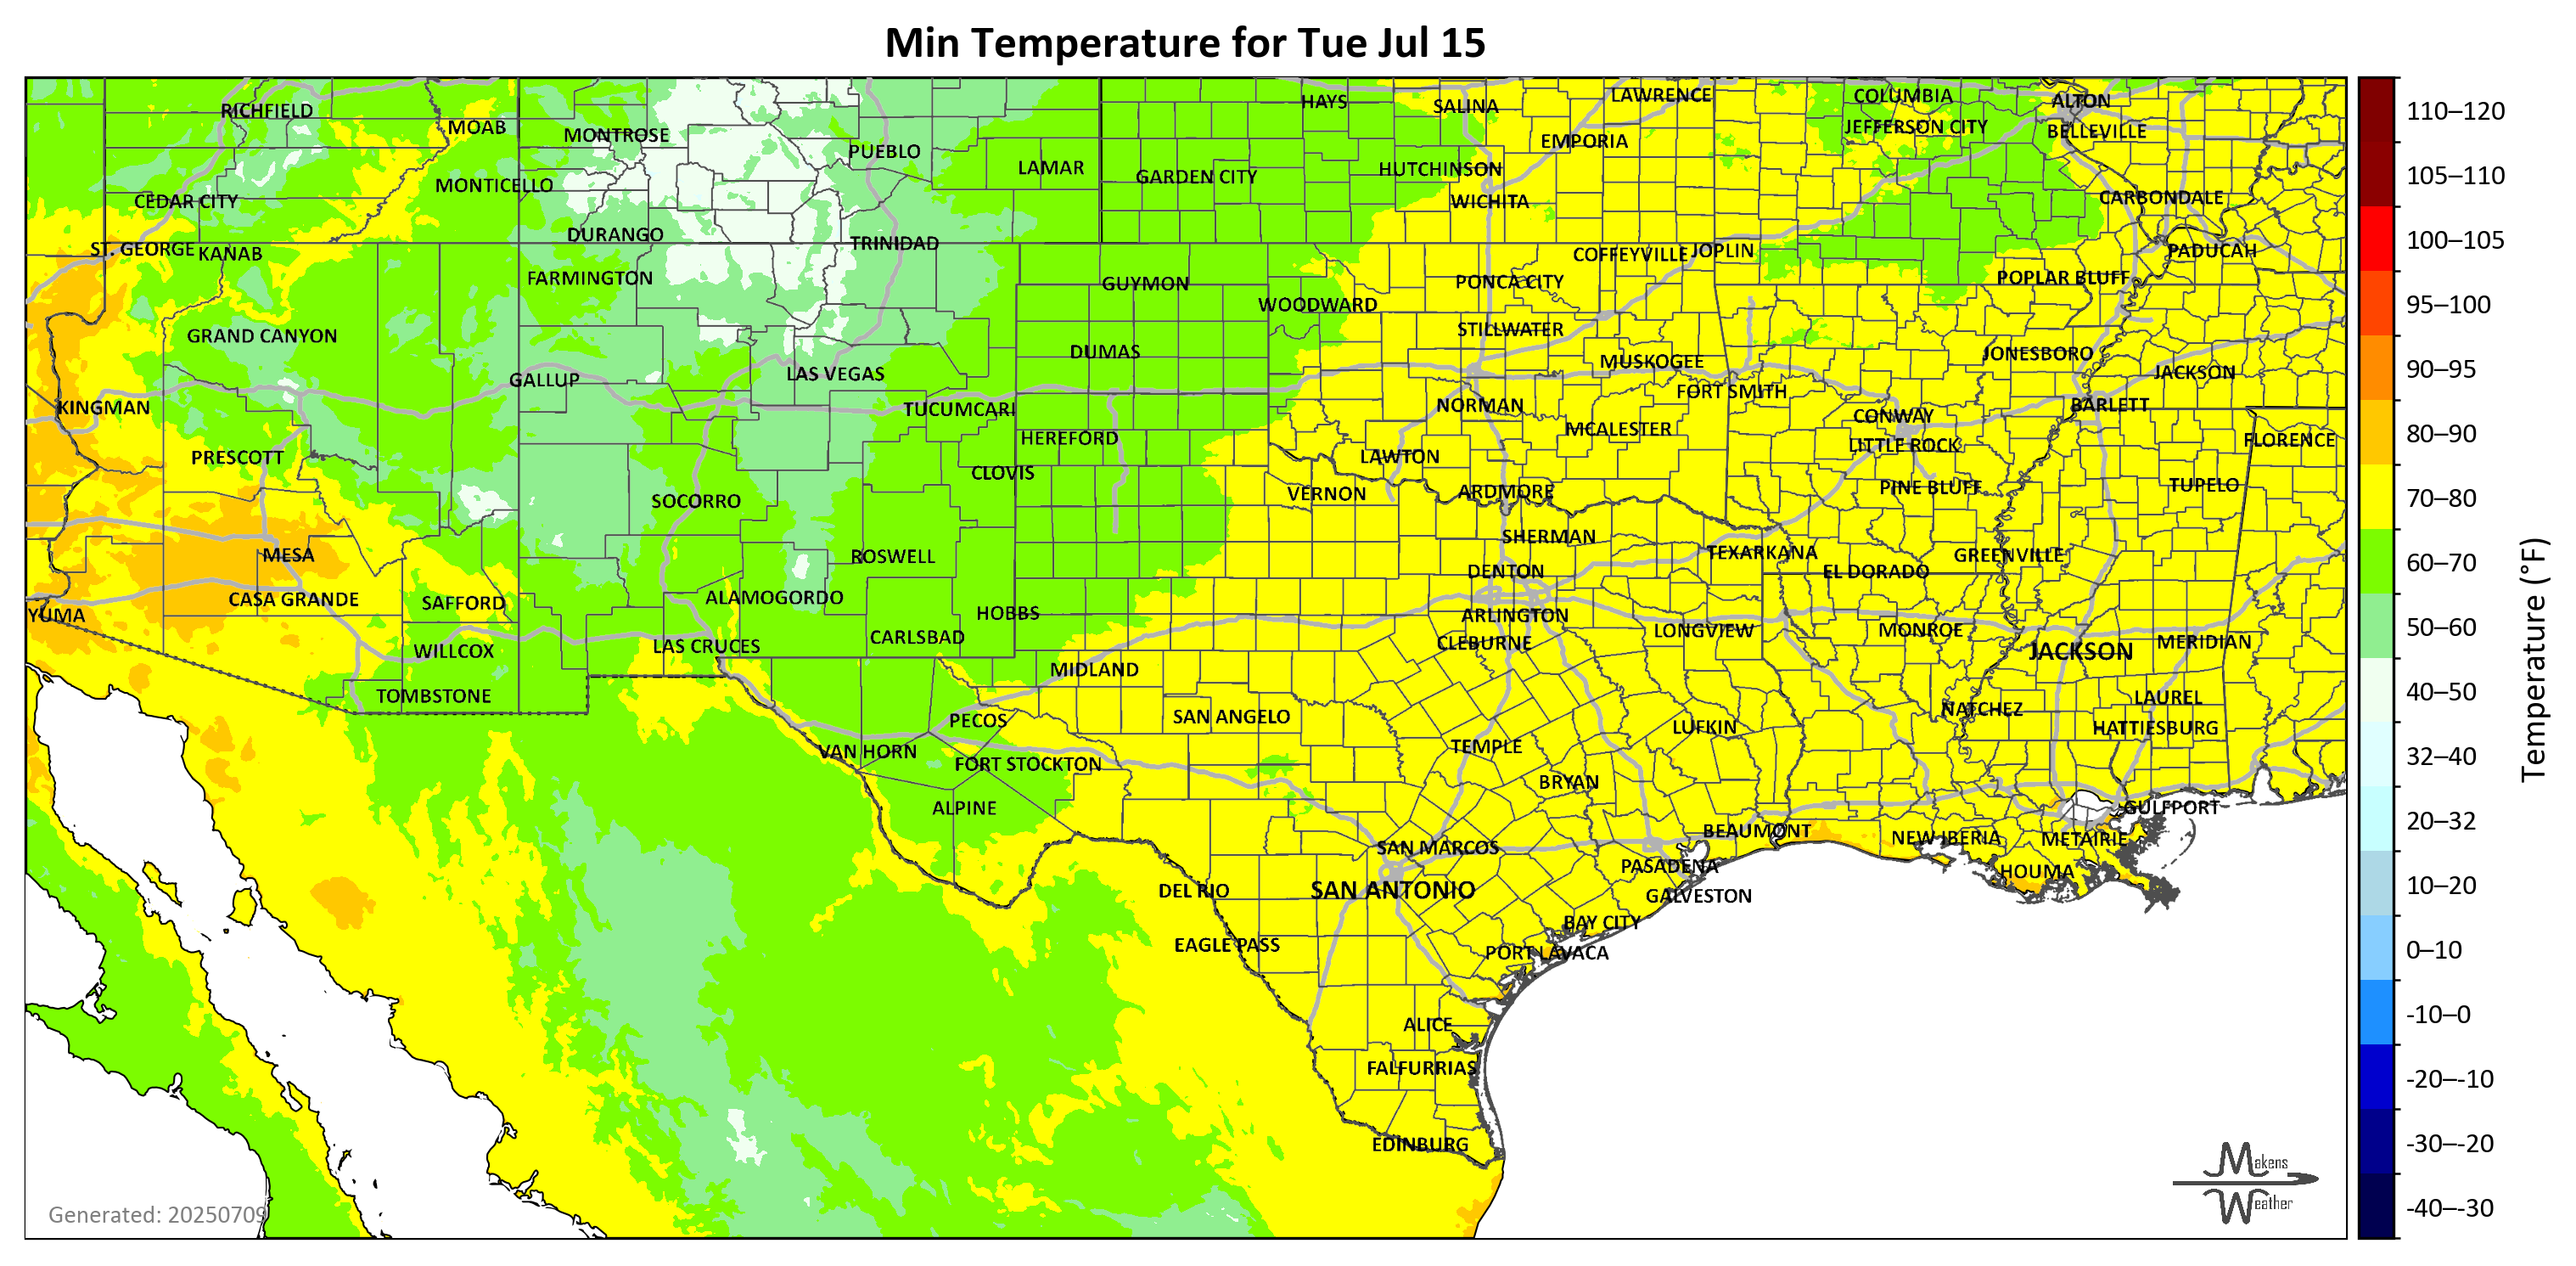 Min Temperature for Tue Jul 15
RICHFIELD
MOAB
MONTROSE
PUEBLO
LAMAR
HAYS
SALINA
LAWRENCE
COLUMBIA
ALTON
EMPORIA
JEFFERSON CITY
BELLEVILLE
CEDAR CITY
MONTICELLO
GARDEN CITY
HUTCHINSON
WICHITA
CARBONDALE
ST. GEORGE
KANAB
DURANGO
TRINIDAD
COFFEYVILLE
JOPLIN
PADUCAH
FARMINGTON
GUYMON
WOODWARD
PONCA CITY
POPLAR BLUFF
GRAND CANYON
DUMAS
STILLWATER
MUSKOGEE
JONESBORO
GALLUP
LAS VEGAS
FORT SMITH
JACKSON
KINGMAN
TUCUMCARI
NORMAN
CONWAY
BARLETT
PRESCOTT
HEREFORD
CLOVIS
LAWTON
MCALESTER
LITTLE ROCK
FLORENCE
SOCORRO
VERNON
ARDMORE
PINE BLUFF
TUPELO
MESA
ROSWELL
SHERMAN
TEXARKANA
GREENVILLE
CASA GRANDE
SAFFORD
ALAMOGORDO
DENTON
EL DORADO
YUMA
HOBBS
ARLINGTON
WILLCOX
LAS CRUCES
CARLSBAD
CLEBURNE
LONGVIEW
MONROE
JACKSON
MERIDIAN
TOMBSTONE
MIDLAND
LAUREL
PECOS
SAN ANGELO
NATCHEZ
HATTIESBURG
VAN HORN
FORT STOCKTON
TEMPLE
LUFKIN
ALPINE
BRYAN
GULFPORT
SAN MARCOS
BEAUMONT
NEW IBERIA
METAIRIE
DEL RIO
SAN ANTONIO
PASADENA
HOUMA
GALVESTON
EAGLE PASS
BAY CITY
PORT LAVACA
ALICE
FALFURRIAS
EDINBURG
Generated: 20250709
Makens
Weather
110–120
105–110
100–105
95–100
90–95
80–90
70–80
60–70
50–60
40–50
32–40
20–32
10–20
0–10
-10–0
-20–-10
-30–-20
-40–-30
Temperature (°F)